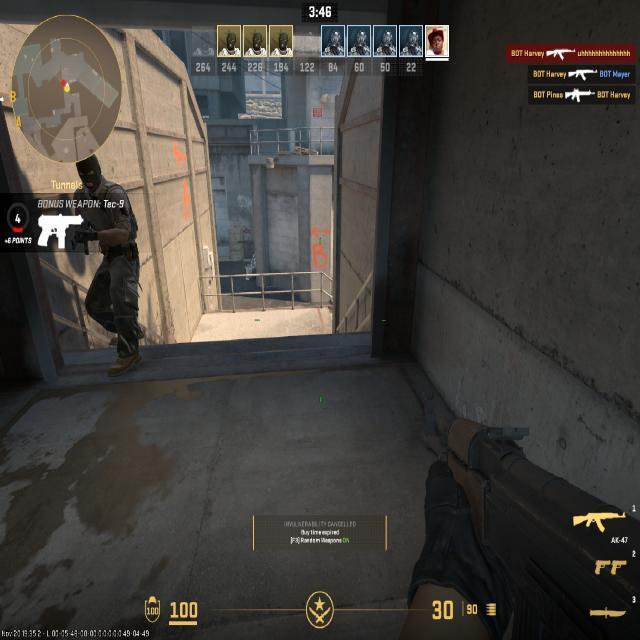 3:46
264 244 226 194 122 84 60 50 22
BOT Harvey uhhhhhhhhhhhhh
BOT Harvey BOT Mayer
BOT Pinos BOT Harvey
Tunnels
BONUS WEAPON: Tec-9
4
+6 POINTS
B
A
INVULNERABILITY CANCELLED
Buy time expired
[F3] Random Weapons ON
1
AK-47
2
3
100 100
30 90